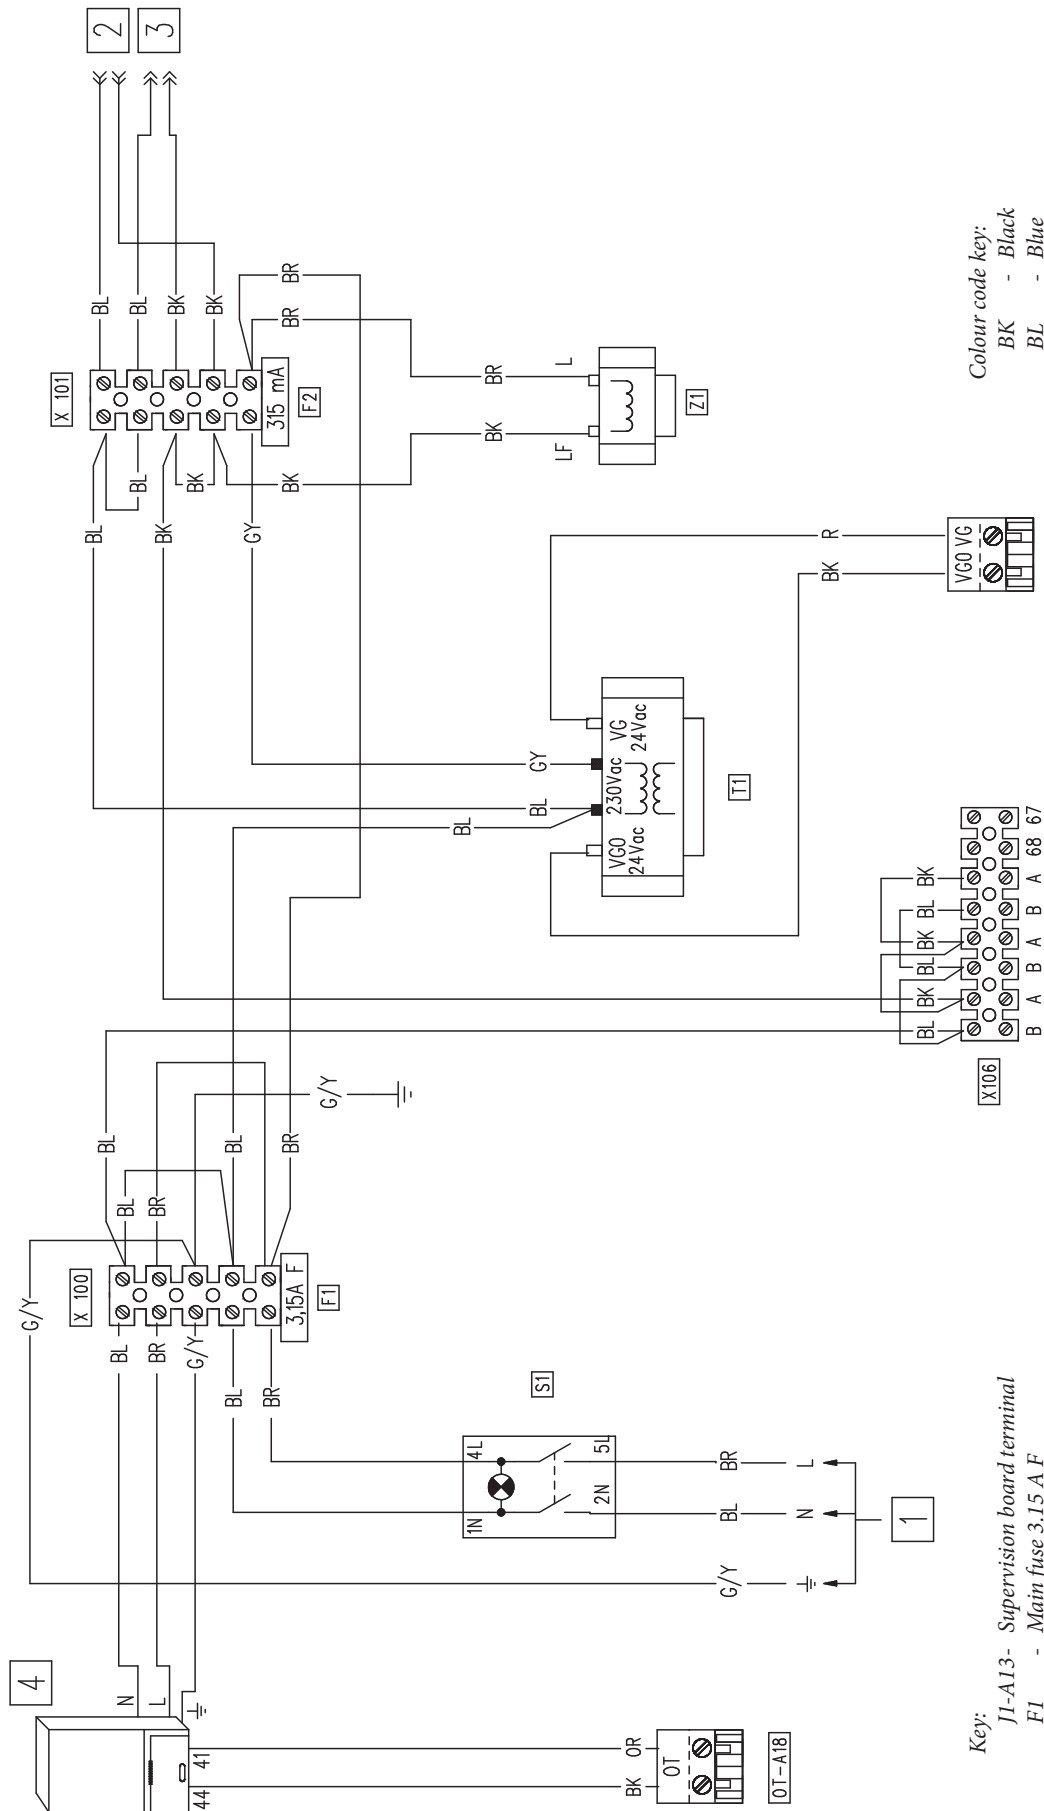 2
3
BL
BL
BK
BK
BR
BR
X 101
315 mA
F2
BL
BL
BK
BK
BK
GY
BR
L
BK
LF
Z1
R
BK
VGO VG
GY
BL
BL
VG
24Vac
230Vac
VGO
24Vac
T1
BK
BL
BK
BL
BK
BL
B A B A B A 68 67
X106
BL
BL
BR
BL
BR
G/Y
G/Y
X 100
3,15A F
F1
BL
BR
G/Y
BL
BR
S1
4L
5L
1N
2N
BR
L
BL
N
G/Y
1
4
N
L
41
44
OR
BK
OT
OT-A18
Key:
J1-A13- Supervision board terminal
F1 - Main fuse 3.15 A F
Colour code key:
BK - Black
BL - Blue